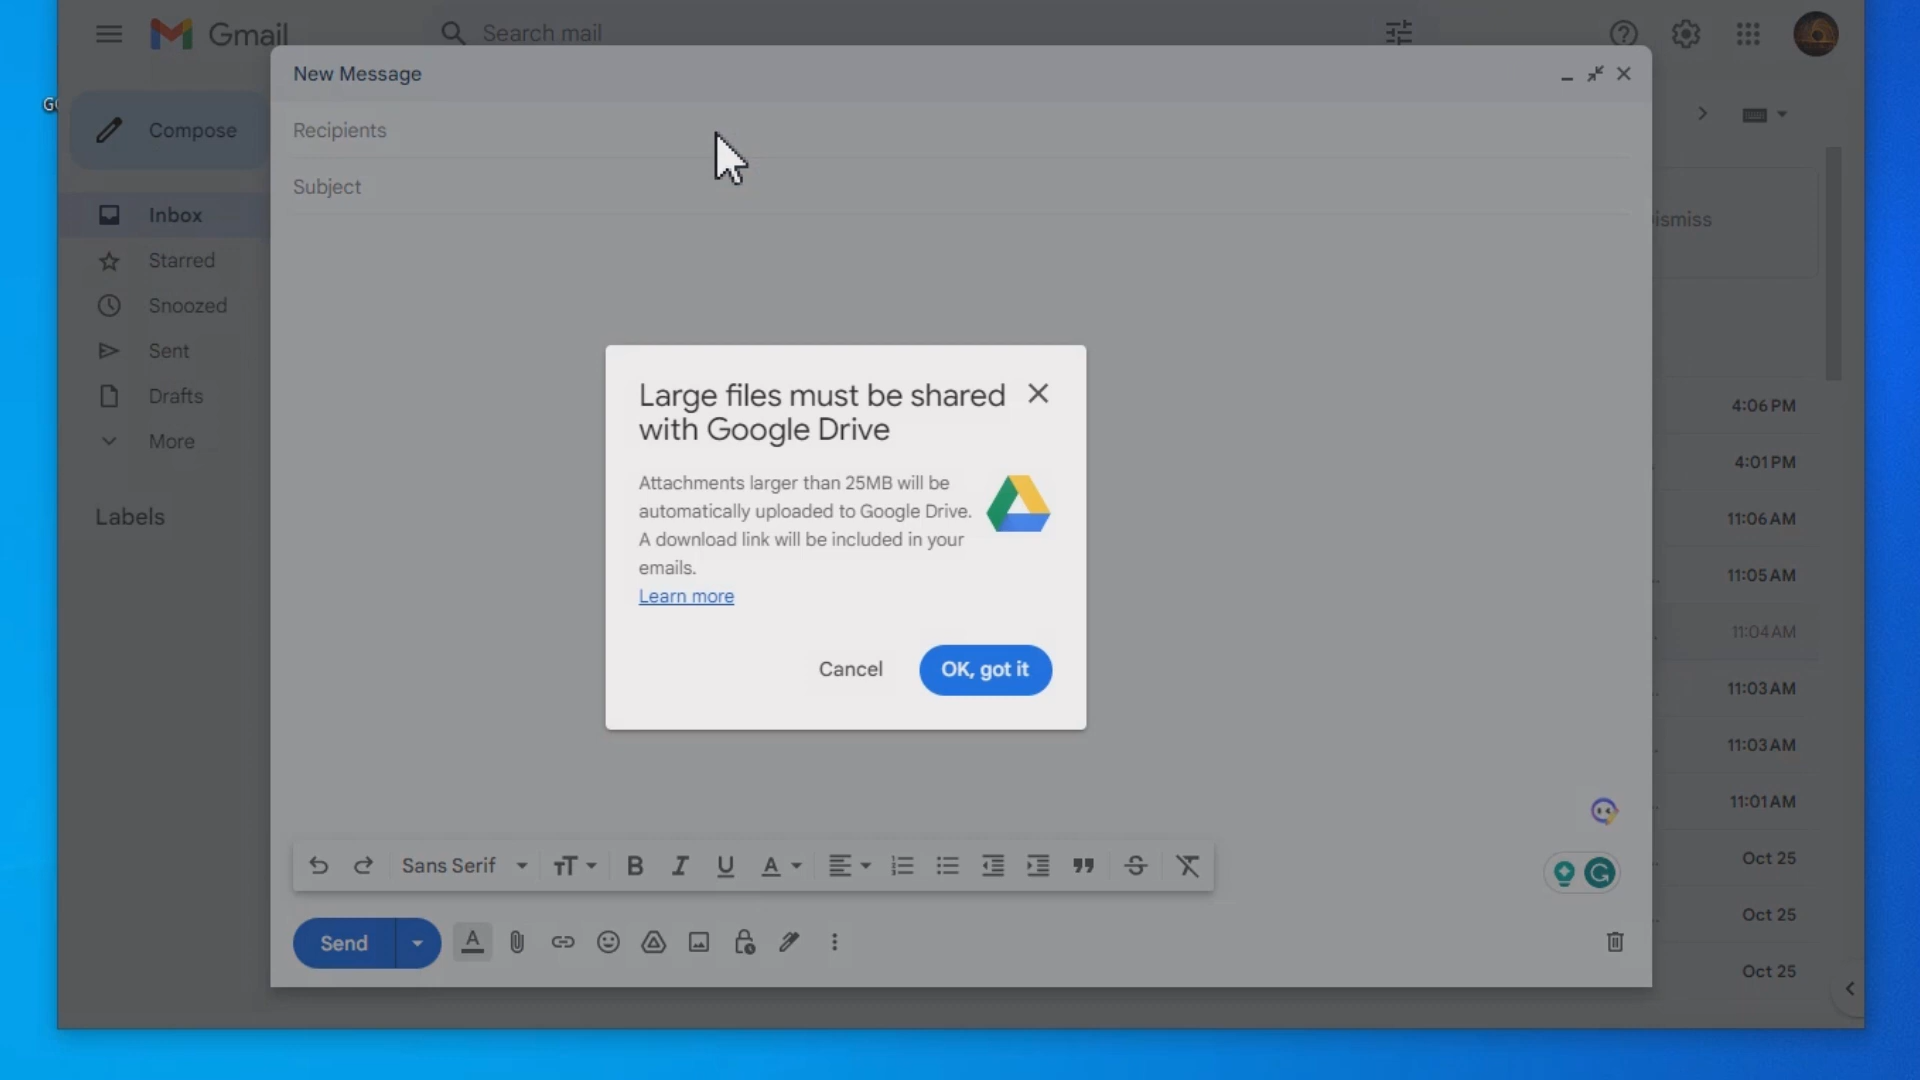 Gmail
Search mail
New Message
Compose
Recipients
Subject
Inbox
Starred
Snoozed
Sent
Drafts
More
Labels
ismiss
Large files must be shared
with Google Drive
Attachments larger than 25MB will be
automatically uploaded to Google Drive.
A download link will be included in your
emails.
Learn more
Cancel
OK, got it
4:06 PM
4:01 PM
11:06 AM
11:05 AM
11:04 AM
11:03 AM
11:03 AM
11:01 AM
Oct 25
Oct 25
Oct 25
Sans Serif
Send